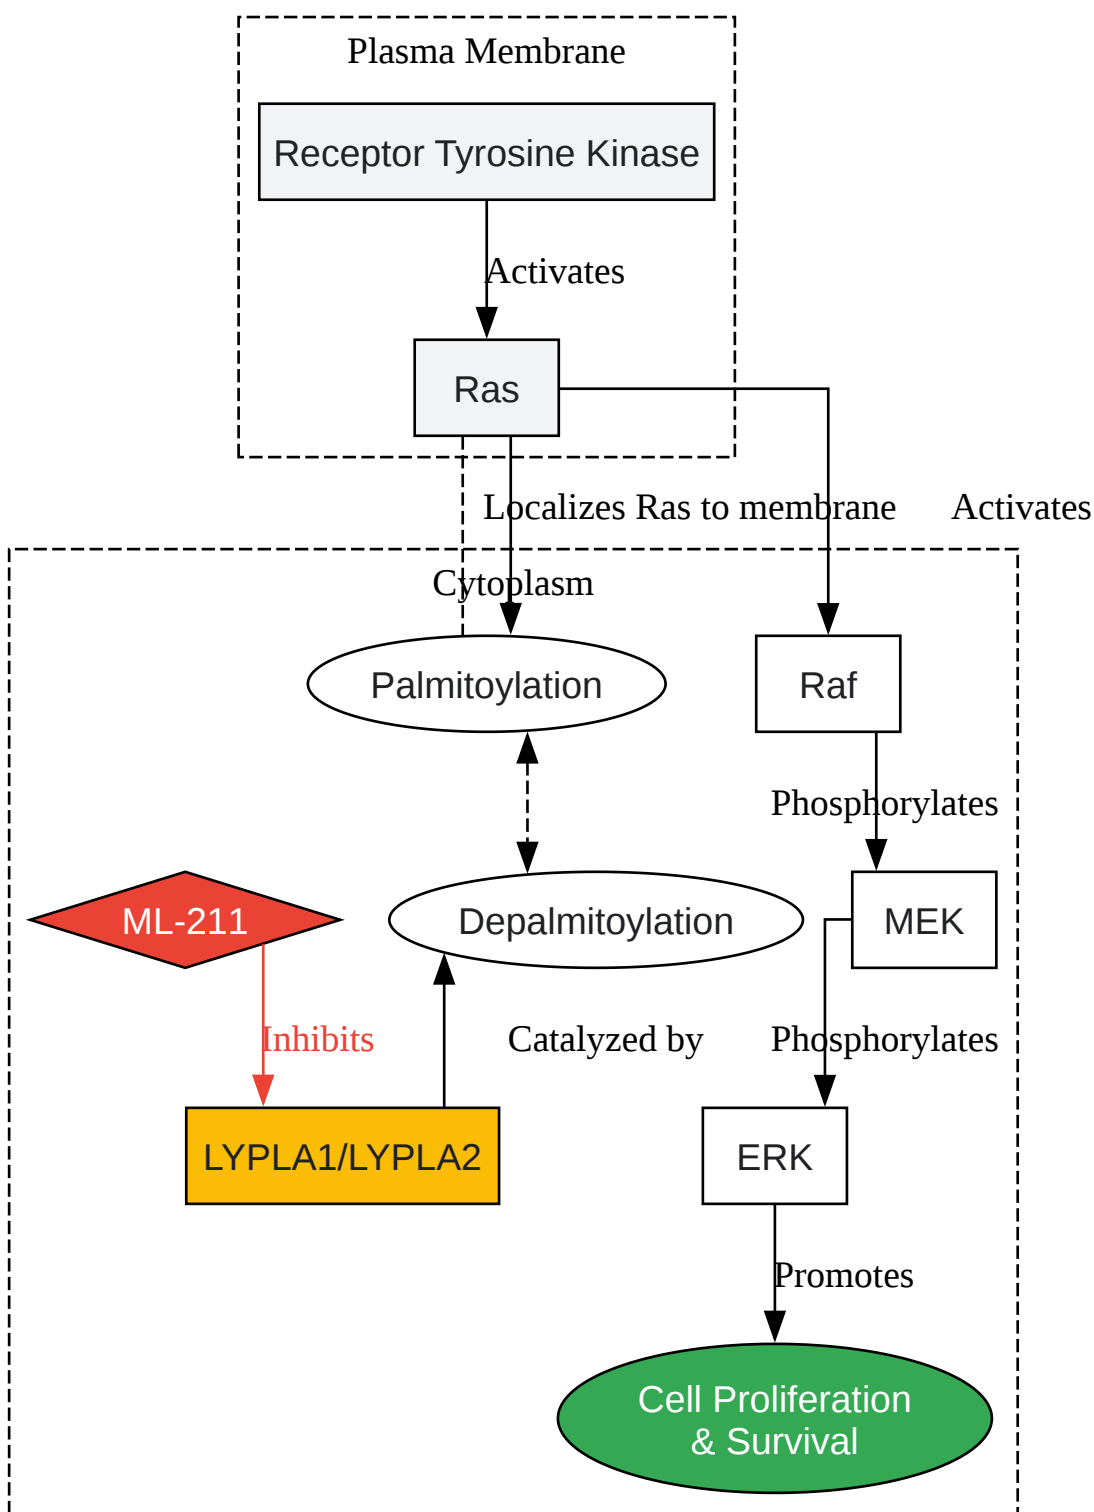 Plasma Membrane
Receptor Tyrosine Kinase
Activates
Ras
Localizes Ras to membrane
Activates
Cytoplasm
Palmitoylation
Raf
Phosphorylates
ML-211
Depalmitoylation
MEK
Inhibits
Catalyzed by
Phosphorylates
LYPLA1/LYPLA2
ERK
Promotes
Cell Proliferation
& Survival